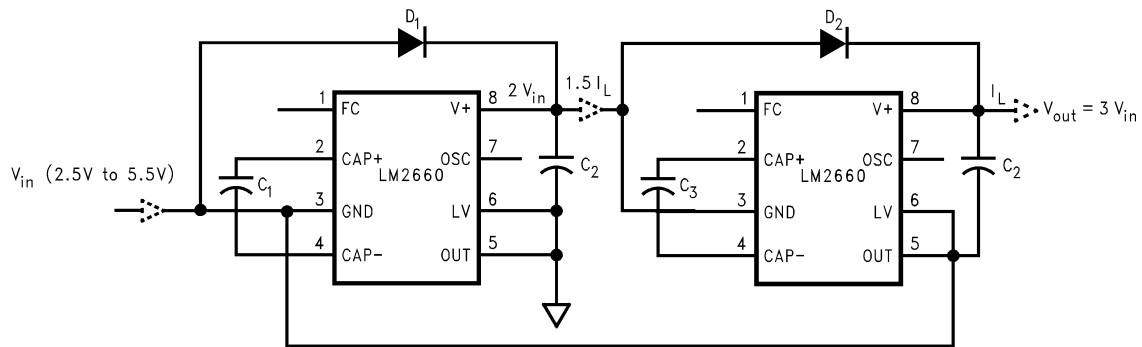 D1
D2
Vin (2.5V to 5.5V)
1 FC V+ 8
2 CAP+ OSC 7
LM2660
3 GND LV 6
4 CAP- OUT 5
C1
C2
2 Vin
1.5 IL
1 FC V+ 8
2 CAP+ OSC 7
LM2660
3 GND LV 6
4 CAP- OUT 5
C3
C2
IL
Vout = 3 Vin